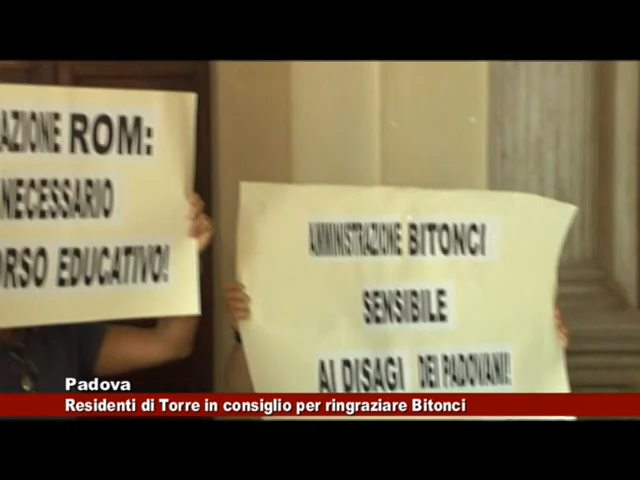 AZIONE ROM:
NECESSARIO
ORSO EDUCATIVO!
AMMINISTRAZIONE BITONCI
SENSIBILE
AI DISAGI DEI PADOVANI!
Padova
Residenti di Torre in consiglio per ringraziare Bitonci